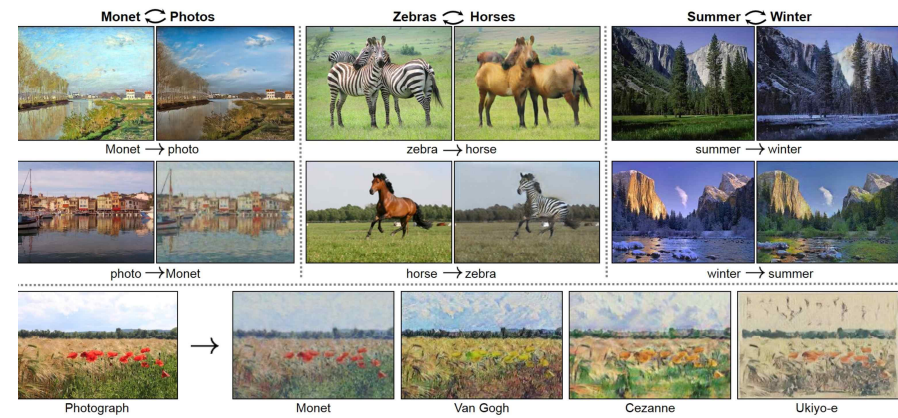 Monet ⇄ Photos
Zebras ⇄ Horses
Summer ⇄ Winter
Monet → photo
zebra → horse
summer → winter
photo → Monet
horse → zebra
winter → summer
Photograph
Monet
Van Gogh
Cezanne
Ukiyo-e